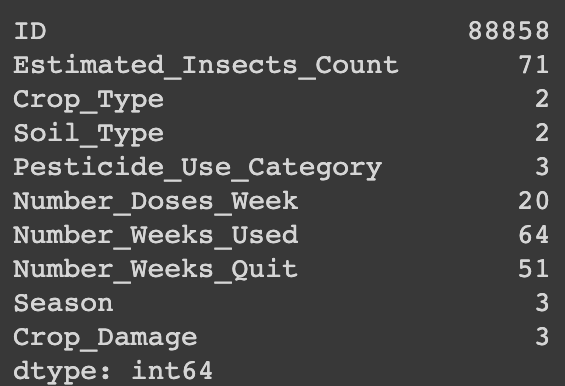 ID 88858
Estimated_Insects_Count 71
Crop_Type 2
Soil_Type 2
Pesticide_Use_Category 3
Number_Doses_Week 20
Number_Weeks_Used 64
Number_Weeks_Quit 51
Season 3
Crop_Damage 3
dtype: int64